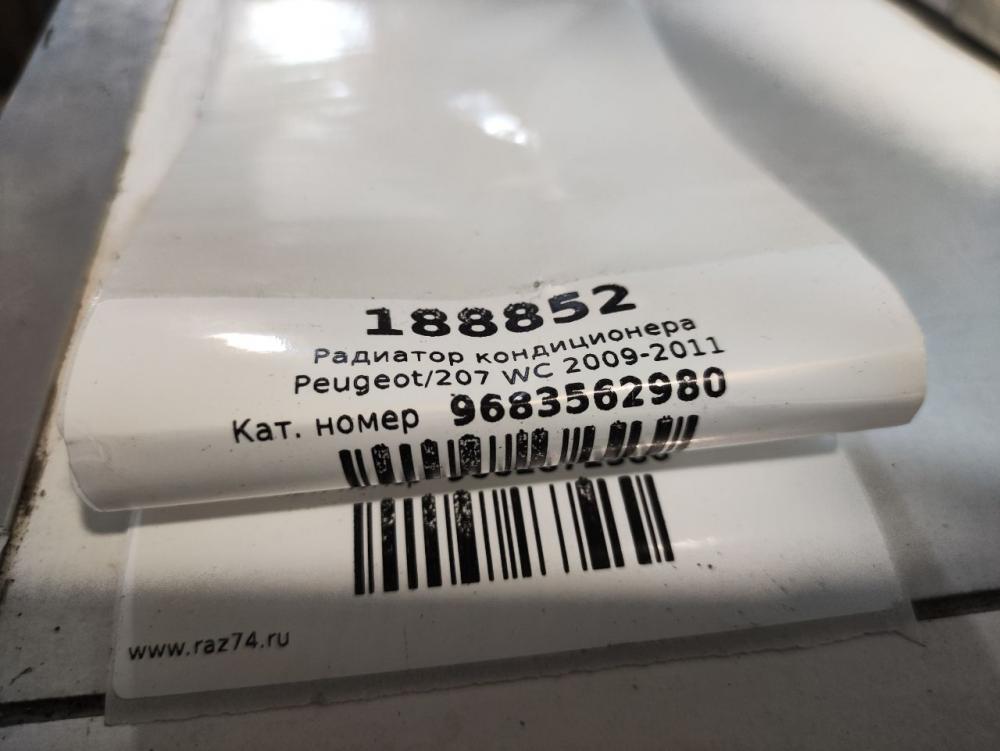 188852
Радиатор кондиционера
Peugeot/207 WC 2009-2011
Кат. номер 9683562980
www.raz74.ru